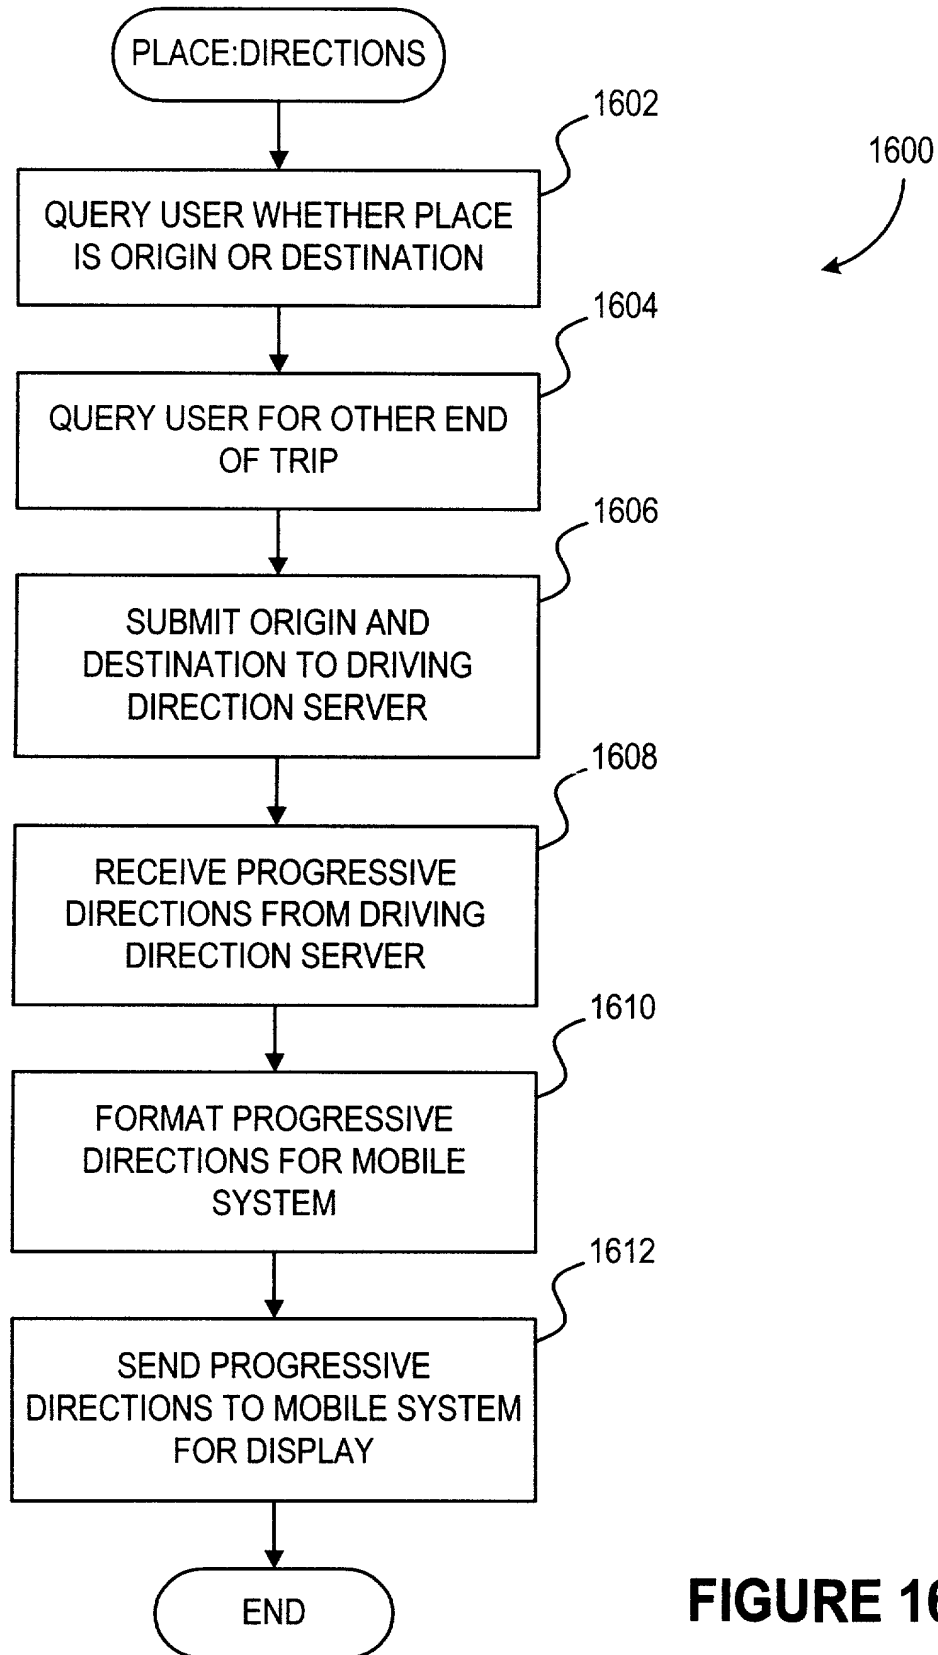 PLACE:DIRECTIONS
1602
1600
QUERY USER WHETHER PLACE
IS ORIGIN OR DESTINATION
1604
QUERY USER FOR OTHER END
OF TRIP
1606
SUBMIT ORIGIN AND
DESTINATION TO DRIVING
DIRECTION SERVER
1608
RECEIVE PROGRESSIVE
DIRECTIONS FROM DRIVING
DIRECTION SERVER
1610
FORMAT PROGRESSIVE
DIRECTIONS FOR MOBILE
SYSTEM
1612
SEND PROGRESSIVE
DIRECTIONS TO MOBILE SYSTEM
FOR DISPLAY
END
FIGURE 16